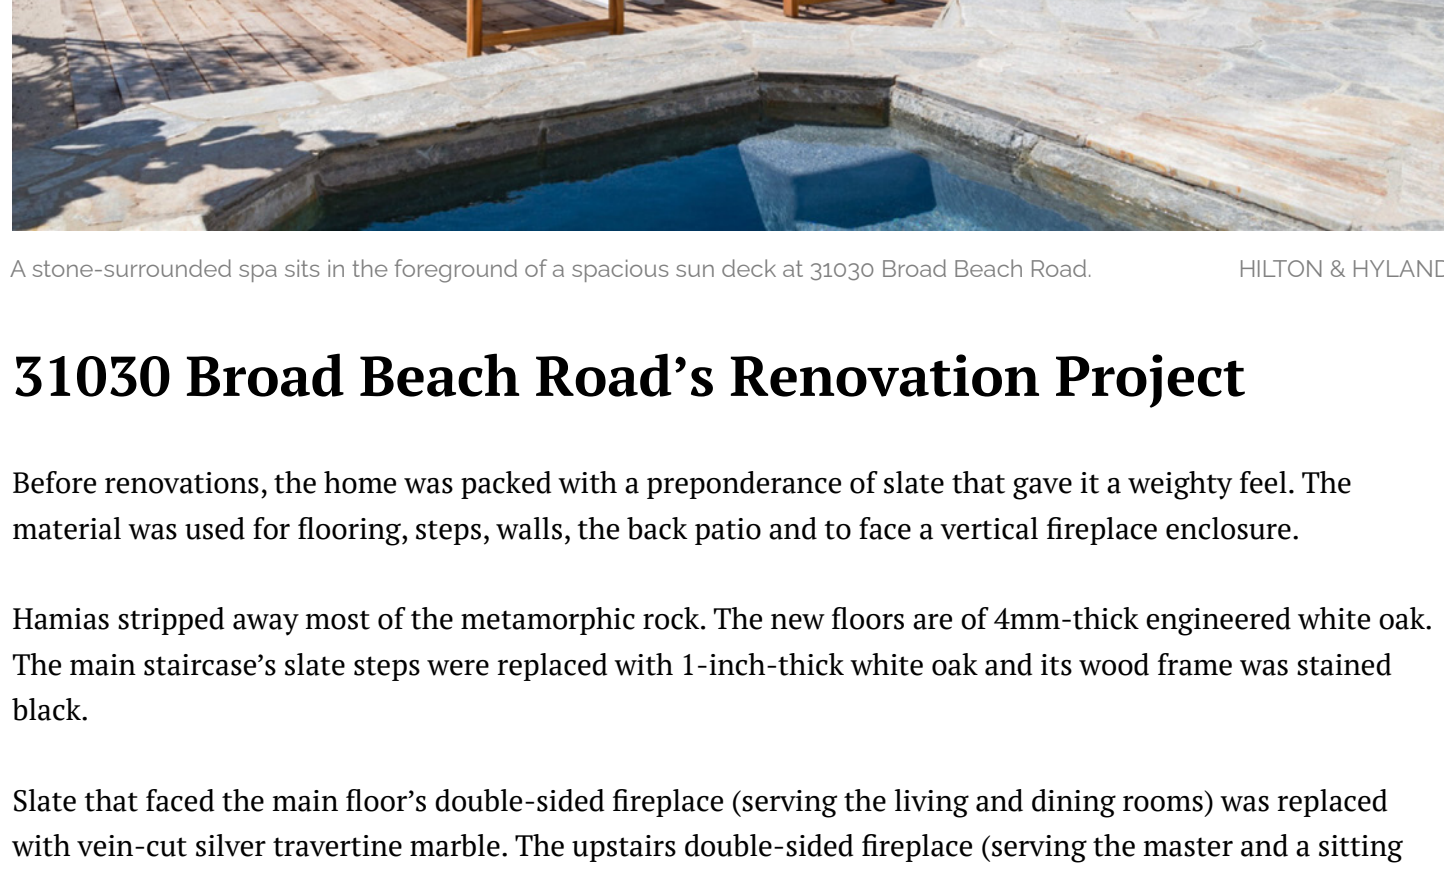 A stone-surrounded spa sits in the foreground of a spacious sun deck at 31030 Broad Beach Road.
HILTON & HYLAND
31030 Broad Beach Road’s Renovation Project
Before renovations, the home was packed with a preponderance of slate that gave it a weighty feel. The
material was used for flooring, steps, walls, the back patio and to face a vertical fireplace enclosure.
Hamias stripped away most of the metamorphic rock. The new floors are of 4mm-thick engineered white oak.
The main staircase’s slate steps were replaced with 1-inch-thick white oak and its wood frame was stained
black.
Slate that faced the main floor’s double-sided fireplace (serving the living and dining rooms) was replaced
with vein-cut silver travertine marble. The upstairs double-sided fireplace (serving the master and a sitting